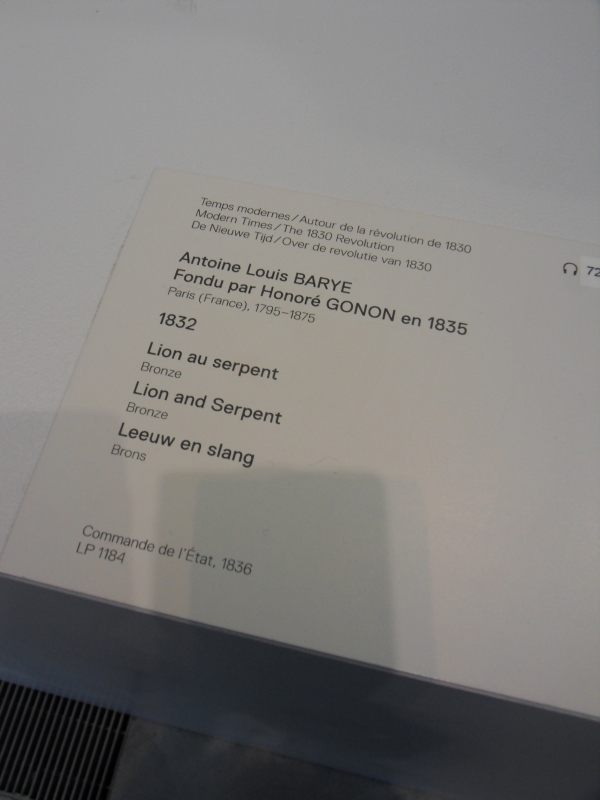 Temps modernes / Autour de la révolution de 1830
Modern Times / The 1830 Revolution
De Nieuwe Tijd / Over de revolutie van 1830
72
Antoine Louis BARYE
Fondu par Honoré GONON en 1835
Paris (France), 1795–1875
1832
Lion au serpent
Bronze
Lion and Serpent
Bronze
Leeuw en slang
Brons
Commande de l'État, 1836
LP 1184